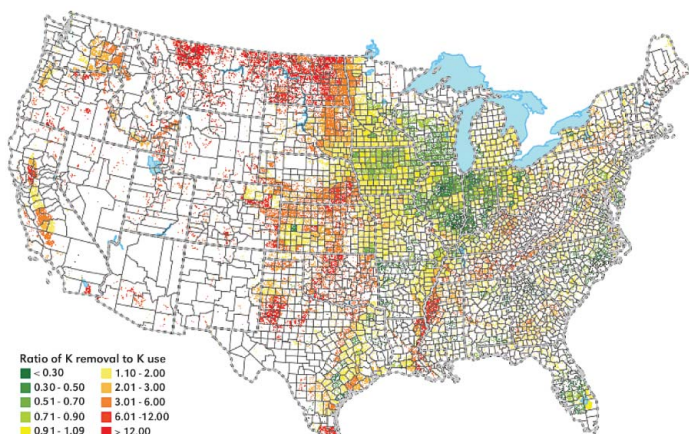 Ratio of K removal to K use
< 0.30 1.10 - 2.00
0.30 - 0.50 2.01 - 3.00
0.51 - 0.70 3.01 - 6.00
0.71 - 0.90 6.01 - 12.00
0.91 - 1.09 > 12.00